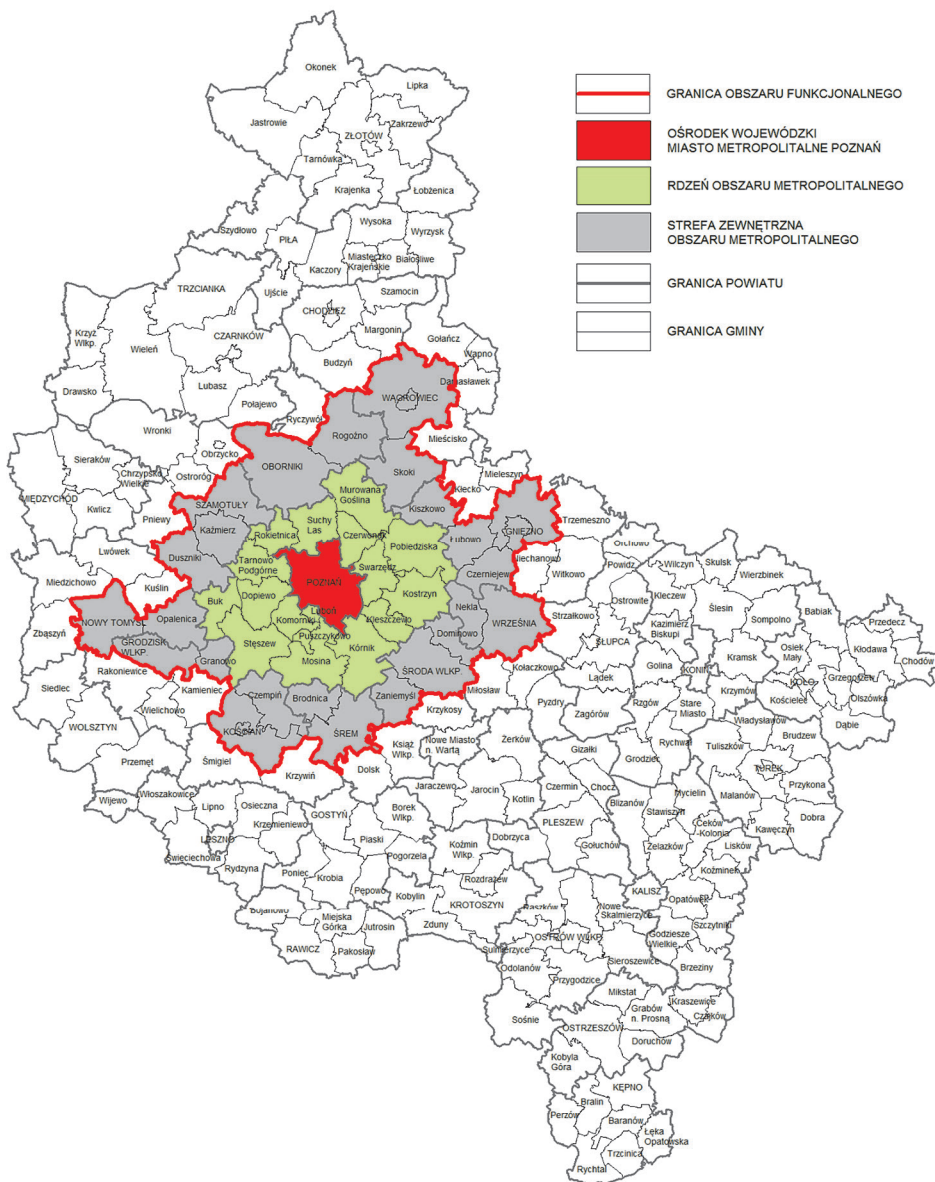 GRANICA OBSZARU FUNKCJONALNEGO
OŚRODEK WOJEWÓDZKI
MIASTO METROPOLITALNE POZNAŃ
RDZEŃ OBSZARU METROPOLITALNEGO
STREFA ZEWNĘTRZNA
OBSZARU METROPOLITALNEGO
GRANICA POWIATU
GRANICA GMINY
Okonek
Lipka
Jastrowie
Zakrzewo
ZŁOTÓW
Tarnówka
Krajenka
Łobżenica
Szydłowo
Wysoka
Wyrzysk
PIŁA
Miasteczko
Krajeńskie
Białośliwe
Kaczory
TRZCIANKA
Ujście
Szamocin
CHODZIEŻ
Krzyż
Wlkp.
Wieleń
CZARNKÓW
Margonin
Gołańcz
Wapno
Budzyń
Drawsko
Lubasz
Damasławek
WĄGROWIEC
Połajewo
Ryczywół
Wronki
Rogoźno
Mieścisko
Obrzycko
Sieraków
OBORNIKI
Skoki
Mieleszyn
Chrzypsko
Wielkie
Ostroróg
Kłecko
MIĘDZYCHÓD
Kwilcz
SZAMOTUŁY
Murowana
Goślina
Kiszkowo
Pniewy
Kaźmierz
Rokietnica
Suchy
Las
Czerwonak
GNIEZNO
Trzemeszno
Lwówek
Pobiedziska
Łubowo
Duszniki
Tarnowo
Podgórne
Swarzędz
Miedzichowo
POZNAŃ
Czerniejewo
Witkowo
Powidz
Wilczyn
Skulsk
Wierzbinek
Kuślin
Buk
Dopiewo
Kostrzyn
Ostrowite
Kleczew
Ślesin
Babiak
Przedecz
NOWY TOMYŚL
Opalenica
Luboń
Komorniki
Kleszczewo
Nekla
WRZEŚNIA
Strzałkowo
Kazimierz
Biskupi
Sompolno
Zbąszyń
GRODZISK
WLKP.
Puszczykowo
Dominowo
SŁUPCA
Osiek
Mały
Kłodawa
Granowo
Stęszew
Mosina
Kórnik
Golina
KONIN
Kramsk
KOŁO
Grzegorzew
Chodów
Siedlec
Rakoniewice
Kamieniec
ŚRODA WLKP.
Kołaczkowo
Lądek
Krzymów
Kościelec
Olszówka
Czempiń
Brodnica
Zaniemyśl
Miłosław
Pyzdry
Rzgów
Stare
Miasto
Wielichowo
Krzykosy
Zagórów
Władysławów
Dąbie
WOLSZTYN
KOŚCIAN
ŚREM
Rychwał
Tuliszków
Brudzew
Przemęt
Śmigiel
Książ
Wlkp.
Nowe Miasto
n. Wartą
Żerków
Gizałki
Grodziec
TUREK
Krzywiń
Dolsk
Jaraczewo
Jarocin
Kotlin
Czermin
Chocz
Mycielin
Malanów
Przykona
Wijewo
Włoszakowice
Lipno
Osieczna
GOSTYŃ
Borek
Wlkp.
Blizanów
Stawiszyn
Dobra
Krzemieniewo
PLESZEW
Ceków
Kolonia
Kawęczyn
LESZNO
Piaski
Koźmin
Wlkp.
Dobrzyca
Gołuchów
Żelazków
Lisków
Święciechowa
Rydzyna
Poniec
Krobia
Pogorzela
Rozdrażew
Koźminek
Pępowo
Kobylin
KROTOSZYN
KALISZ
Opatówek
Bojanowo
Miejska
Górka
Jutrosin
Zduny
Raszków
Nowe
Skalmierzyce
Szczytniki
RAWICZ
Pakosław
Sulmierzyce
OSTRÓW WLKP.
Godziesze
Wielkie
Odolanów
Sieroszewice
Brzeziny
Przygodzice
Mikstat
Kraszewice
Sośnie
Grabów
n. Prosną
Czajków
OSTRZESZÓW
Doruchów
Kobyla
Góra
KĘPNO
Bralin
Perzów
Baranów
Łęka
Opatowska
Trzcinica
Rychtal